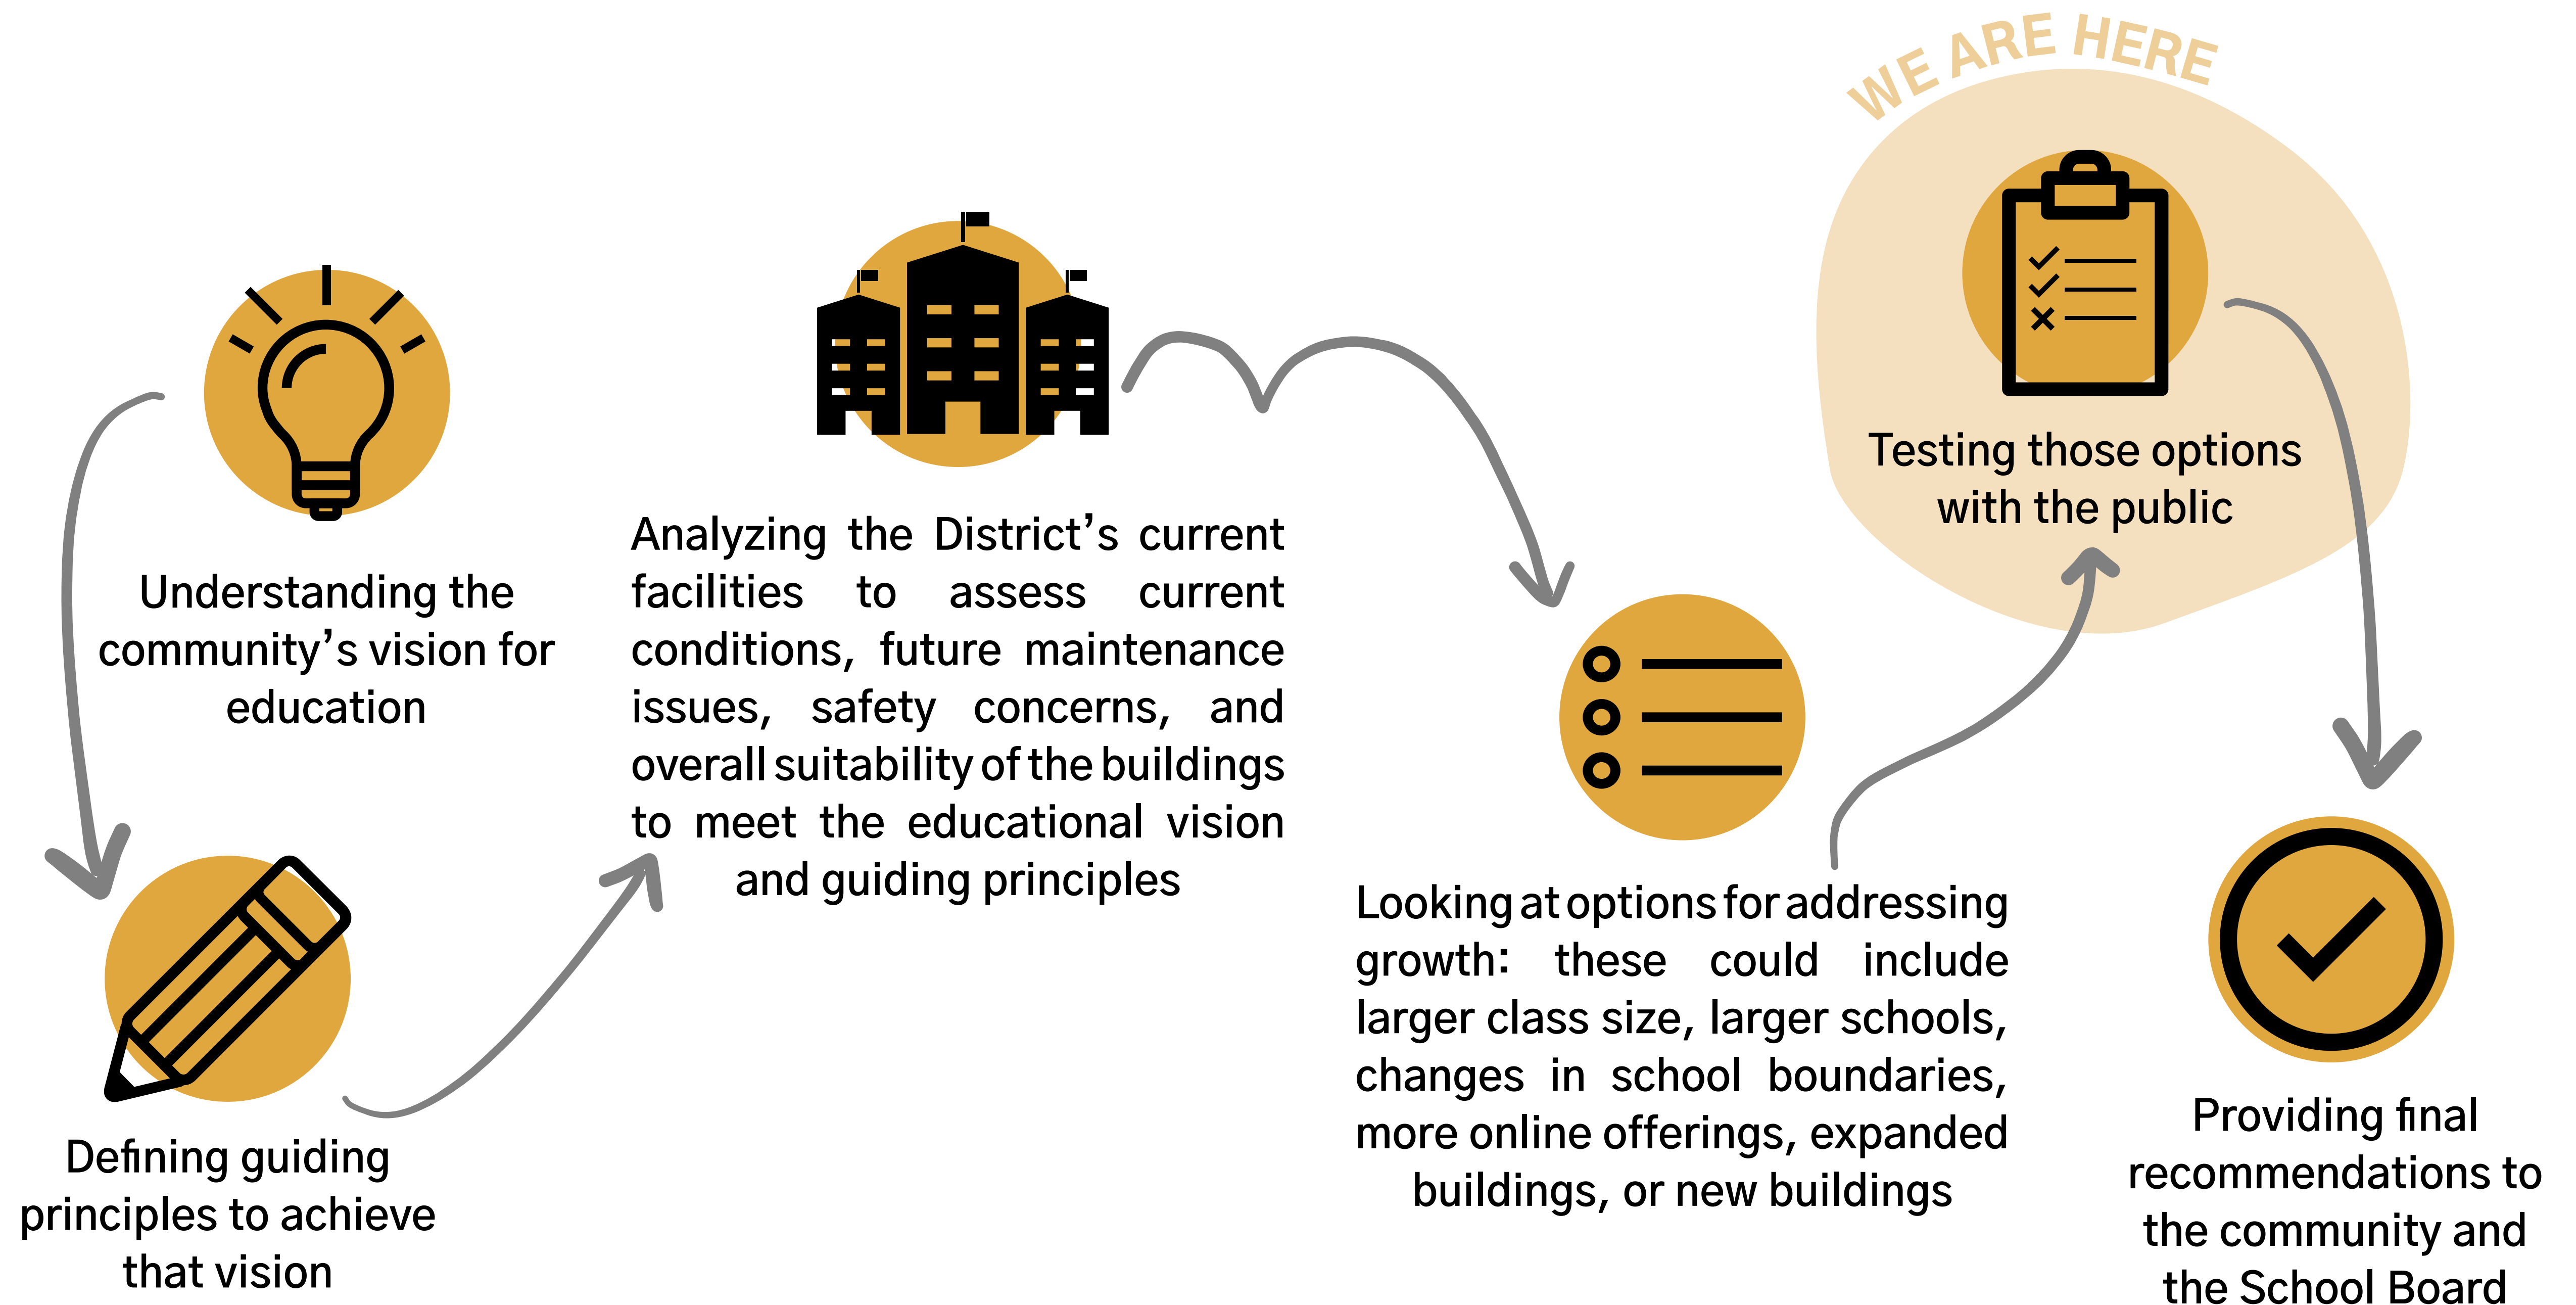 Understanding the
community’s vision for
education
Defining guiding
principles to achieve
that vision
Analyzing the District’s current
facilities to assess current
conditions, future maintenance
issues, safety concerns, and
overall suitability of the buildings
to meet the educational vision
and guiding principles
Looking at options for addressing
growth: these could include
larger class size, larger schools,
changes in school boundaries,
more online offerings, expanded
buildings, or new buildings
WE ARE HERE
Testing those options
with the public
Providing final
recommendations to
the community and
the School Board